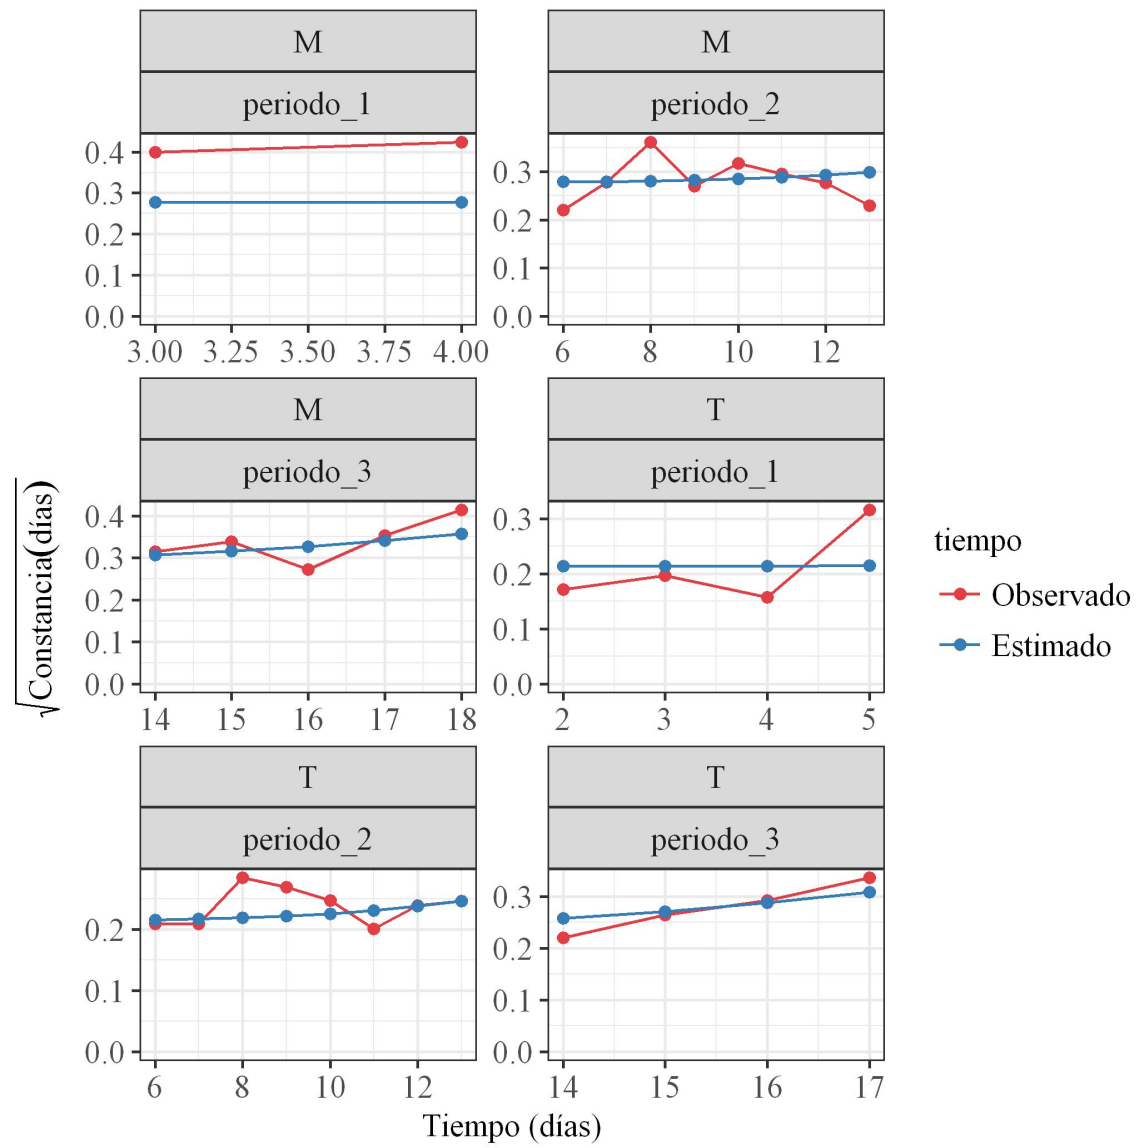 M
periodo_1
0.4
0.3
0.2
0.1
0.0
3.00 3.25 3.50 3.75 4.00
M
periodo_2
0.3
0.2
0.1
0.0
6 8 10 12
M
periodo_3
0.4
0.3
0.2
0.1
0.0
14 15 16 17 18
T
periodo_1
0.3
0.2
0.1
0.0
2 3 4 5
T
periodo_2
0.2
0.1
0.0
6 8 10 12
T
periodo_3
0.3
0.2
0.1
0.0
14 15 16 17
√Constancia(días)
Tiempo (días)
tiempo
Observado
Estimado